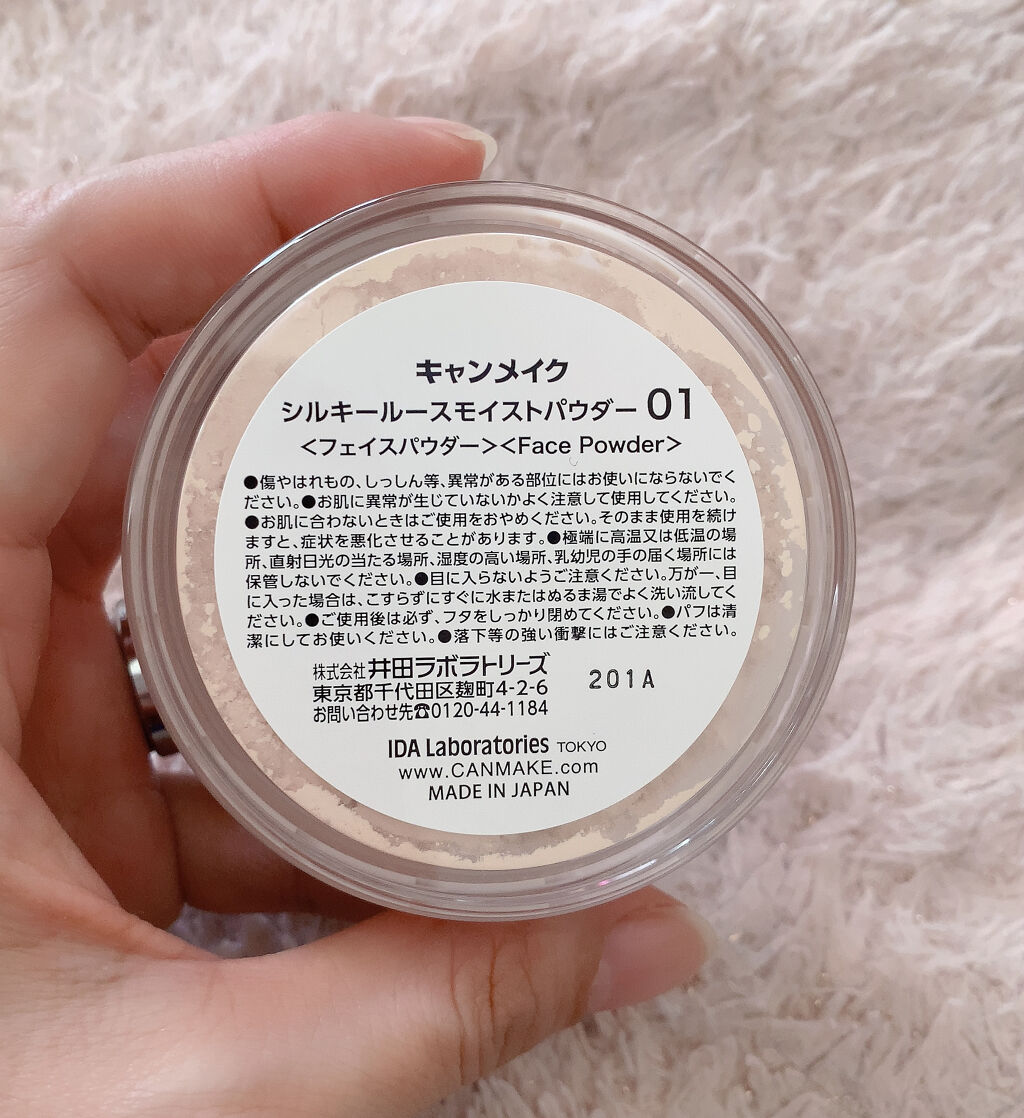 キャンメイク
シルキールースモイストパウダー 01
<フェイスパウダー><Face Powder>
●傷やはれもの、しっしん等、異常がある部位にはお使いにならないでく
ださい。●お肌に異常が生じていないかよく注意して使用してください。
●お肌に合わないときはご使用をおやめください。そのまま使用を続け
ますと、症状を悪化させることがあります。●極端に高温又は低温の場
所、直射日光の当たる場所、湿度の高い場所、乳幼児の手の届く場所には
保管しないでください。●目に入らないようご注意ください。万が一、目
に入った場合は、こすらずにすぐに水またはぬるま湯でよく洗い流してく
ださい。●ご使用後は必ず、フタをしっかり閉めてください。●パフは清
潔にしてお使いください。●落下等の強い衝撃にはご注意ください。
株式会社 井田ラボラトリーズ
東京都千代田区麹町4-2-6 201A
お問い合わせ先☎0120-44-1184
IDA Laboratories TOKYO
www.CANMAKE.com
MADE IN JAPAN